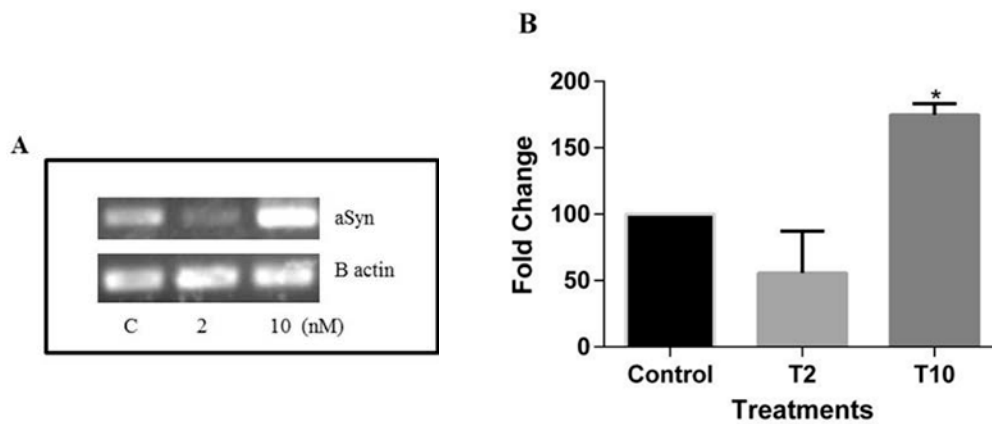 A
aSyn
B actin
C 2 10 (nM)
B
200
150
100
50
0
Fold Change
*
Control T2 T10
Treatments